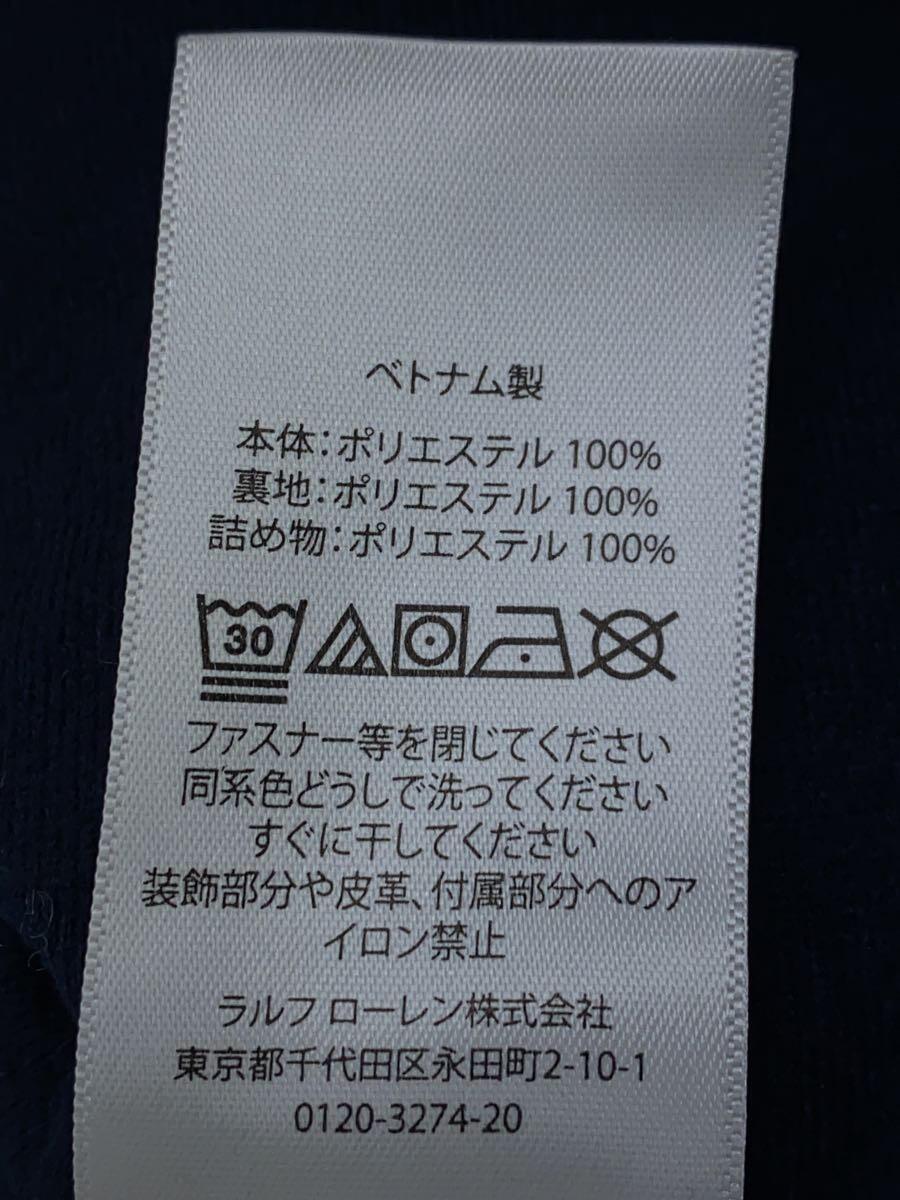 ベトナム製
本体：ポリエステル 100%
裏地：ポリエステル 100%
詰め物：ポリエステル 100%
30
ファスナー等を閉じてください
同系色どうしで洗ってください
すぐに干してください
装飾部分や皮革、付属部分へのア
イロン禁止
ラルフ ローレン株式会社
東京都千代田区永田町2-10-1
0120-3274-20